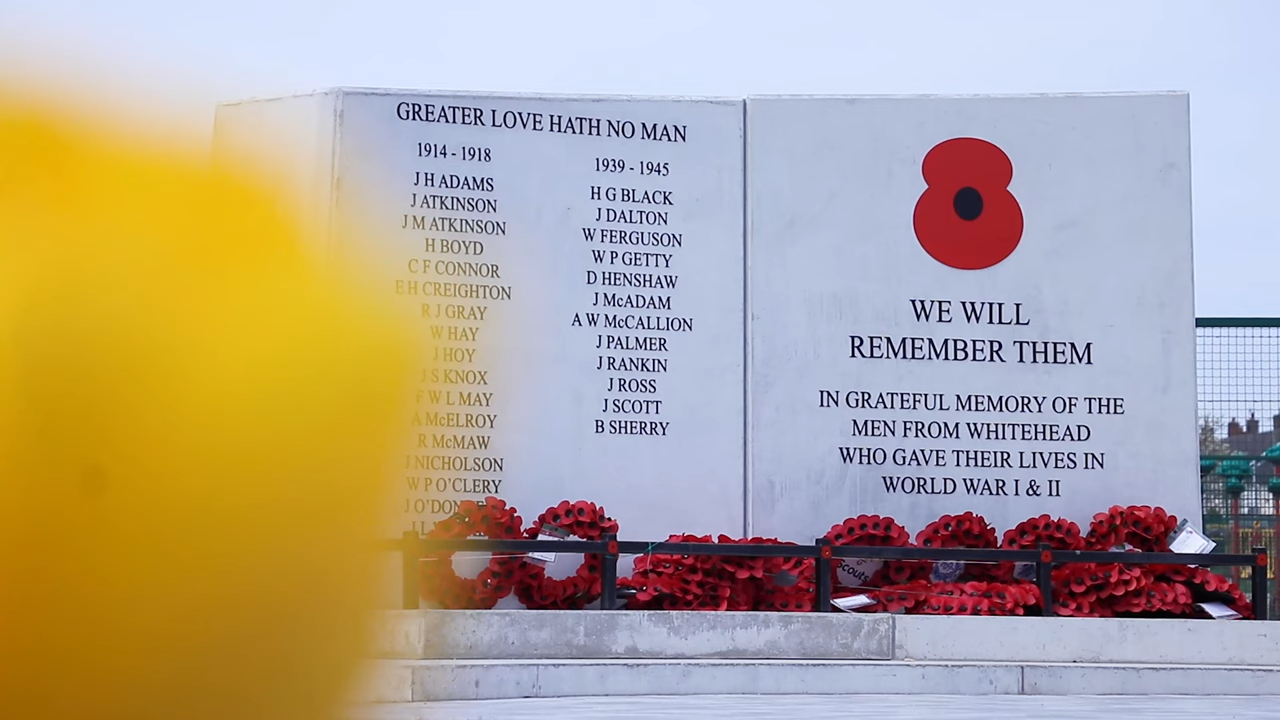 GREATER LOVE HATH NO MAN
1914 - 1918
J H ADAMS
J ATKINSON
J M ATKINSON
H BOYD
C F CONNOR
E H CREIGHTON
R J GRAY
W HAY
J HOY
J S KNOX
F W L MAY
A McELROY
R McMAW
J NICHOLSON
W P O'CLERY
1939 - 1945
H G BLACK
J DALTON
W FERGUSON
W P GETTY
D HENSHAW
J McADAM
A W McCALLION
J PALMER
J RANKIN
J ROSS
J SCOTT
B SHERRY
WE WILL
REMEMBER THEM
IN GRATEFUL MEMORY OF THE
MEN FROM WHITEHEAD
WHO GAVE THEIR LIVES IN
WORLD WAR I & II
Scouts